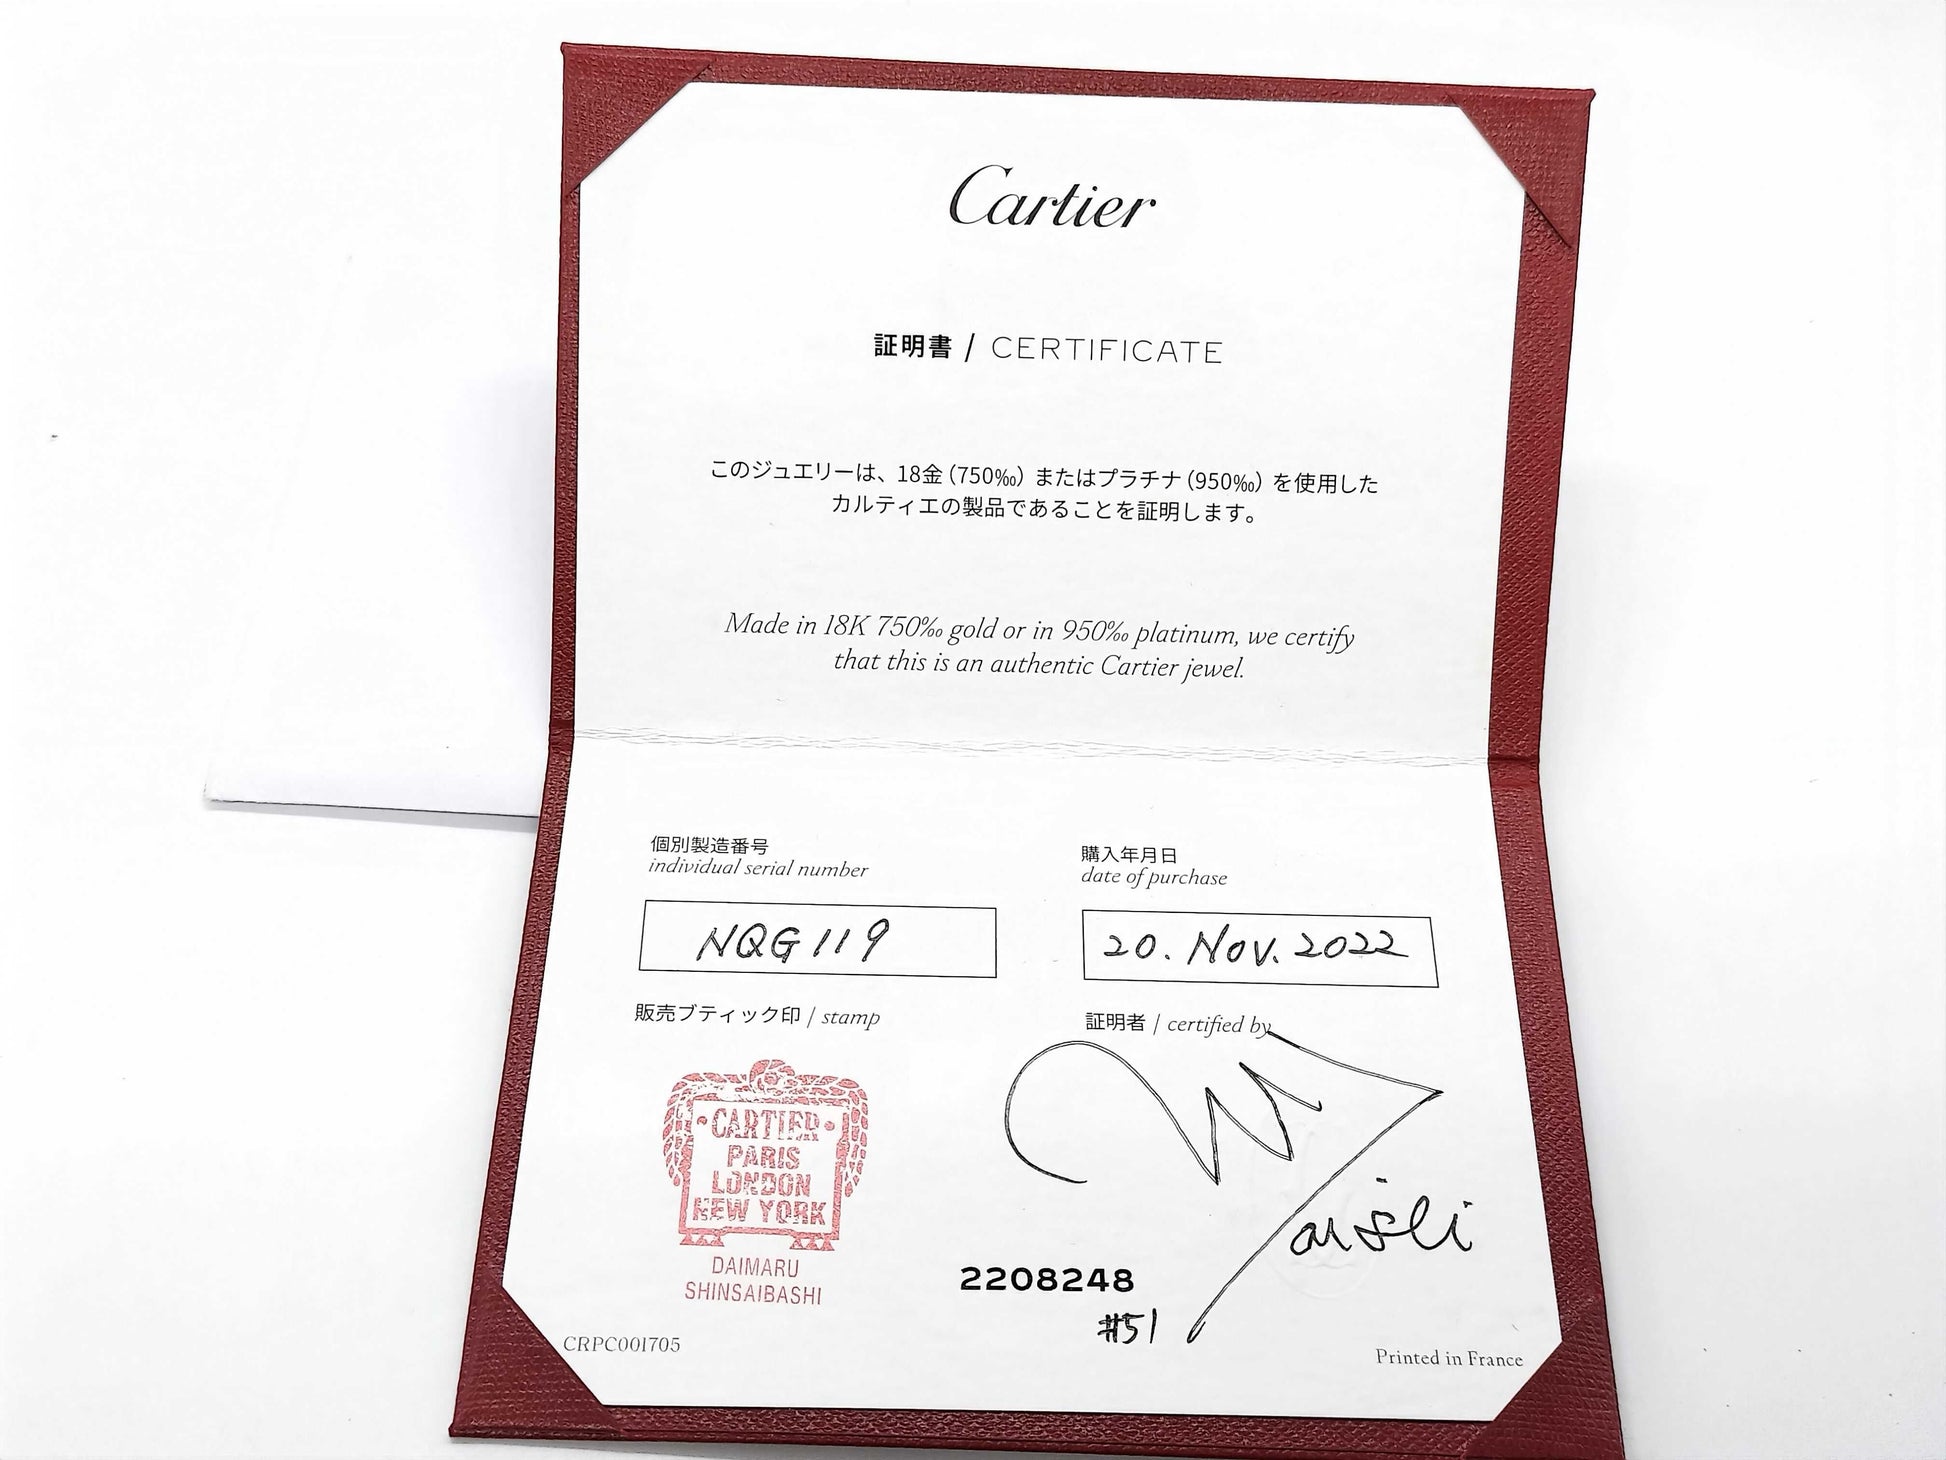 Cartier
証明書 / CERTIFICATE
このジュエリーは、18金（750‰）またはプラチナ（950‰）を使用した
カルティエの製品であることを証明します。
Made in 18K 750‰ gold or in 950‰ platinum, we certify
that this is an authentic Cartier jewel.
個別製造番号
individual serial number
NQG119
購入年月日
date of purchase
20. Nov. 2022
販売ブティック印 / stamp
CARTIER
PARIS
LONDON
NEW YORK
DAIMARU
SHINSAIBASHI
証明者 / certified by
2208248
#51
CRPC001705
Printed in France